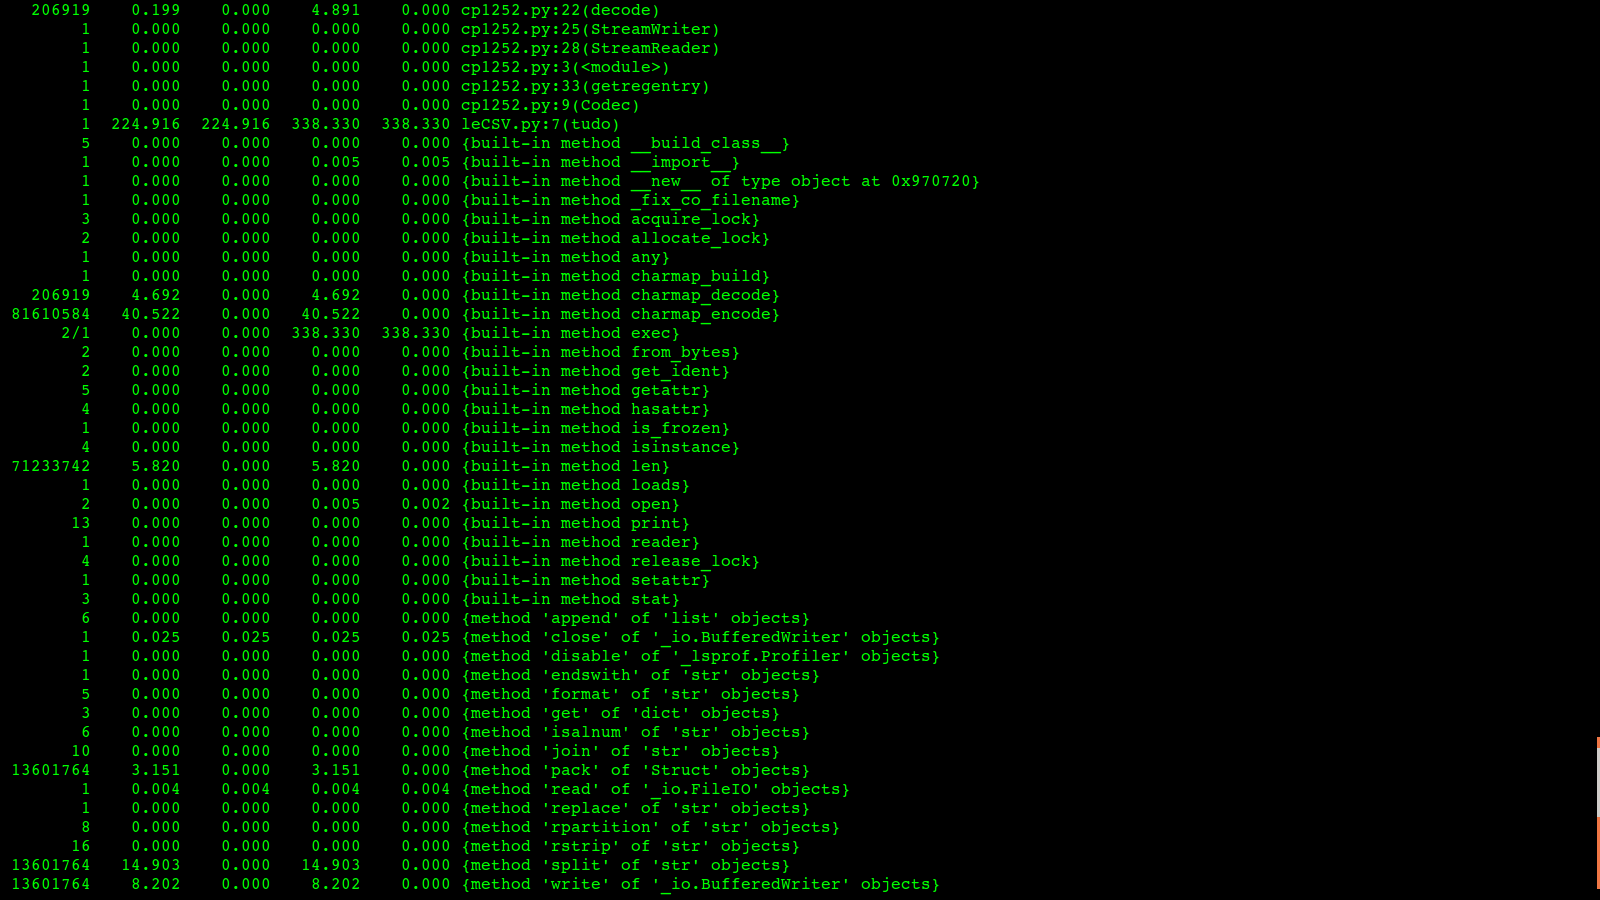 206919    0.199    0.000    4.891    0.000 cp1252.py:22(decode)
1    0.000    0.000    0.000    0.000 cp1252.py:25(StreamWriter)
1    0.000    0.000    0.000    0.000 cp1252.py:28(StreamReader)
1    0.000    0.000    0.000    0.000 cp1252.py:3(<module>)
1    0.000    0.000    0.000    0.000 cp1252.py:33(getregentry)
1    0.000    0.000    0.000    0.000 cp1252.py:9(Codec)
1  224.916  224.916  338.330  338.330 leCSV.py:7(tudo)
5    0.000    0.000    0.000    0.000 {built-in method __build_class__}
1    0.000    0.000    0.005    0.005 {built-in method __import__}
1    0.000    0.000    0.000    0.000 {built-in method __new__ of type object at 0x970720}
1    0.000    0.000    0.000    0.000 {built-in method _fix_co_filename}
3    0.000    0.000    0.000    0.000 {built-in method acquire_lock}
2    0.000    0.000    0.000    0.000 {built-in method allocate_lock}
1    0.000    0.000    0.000    0.000 {built-in method any}
1    0.000    0.000    0.000    0.000 {built-in method charmap_build}
206919    4.692    0.000    4.692    0.000 {built-in method charmap_decode}
81610584   40.522    0.000   40.522    0.000 {built-in method charmap_encode}
2/1    0.000    0.000  338.330  338.330 {built-in method exec}
2    0.000    0.000    0.000    0.000 {built-in method from_bytes}
2    0.000    0.000    0.000    0.000 {built-in method get_ident}
5    0.000    0.000    0.000    0.000 {built-in method getattr}
4    0.000    0.000    0.000    0.000 {built-in method hasattr}
1    0.000    0.000    0.000    0.000 {built-in method is_frozen}
4    0.000    0.000    0.000    0.000 {built-in method isinstance}
71233742    5.820    0.000    5.820    0.000 {built-in method len}
1    0.000    0.000    0.000    0.000 {built-in method loads}
2    0.000    0.000    0.005    0.002 {built-in method open}
13    0.000    0.000    0.000    0.000 {built-in method print}
1    0.000    0.000    0.000    0.000 {built-in method reader}
4    0.000    0.000    0.000    0.000 {built-in method release_lock}
1    0.000    0.000    0.000    0.000 {built-in method setattr}
3    0.000    0.000    0.000    0.000 {built-in method stat}
6    0.000    0.000    0.000    0.000 {method 'append' of 'list' objects}
1    0.025    0.025    0.025    0.025 {method 'close' of '_io.BufferedWriter' objects}
1    0.000    0.000    0.000    0.000 {method 'disable' of '_lsprof.Profiler' objects}
1    0.000    0.000    0.000    0.000 {method 'endswith' of 'str' objects}
5    0.000    0.000    0.000    0.000 {method 'format' of 'str' objects}
3    0.000    0.000    0.000    0.000 {method 'get' of 'dict' objects}
6    0.000    0.000    0.000    0.000 {method 'isalnum' of 'str' objects}
10    0.000    0.000    0.000    0.000 {method 'join' of 'str' objects}
13601764    3.151    0.000    3.151    0.000 {method 'pack' of 'Struct' objects}
1    0.004    0.004    0.004    0.004 {method 'read' of '_io.FileIO' objects}
1    0.000    0.000    0.000    0.000 {method 'replace' of 'str' objects}
8    0.000    0.000    0.000    0.000 {method 'rpartition' of 'str' objects}
16    0.000    0.000    0.000    0.000 {method 'rstrip' of 'str' objects}
13601764   14.903    0.000   14.903    0.000 {method 'split' of 'str' objects}
13601764    8.202    0.000    8.202    0.000 {method 'write' of '_io.BufferedWriter' objects}